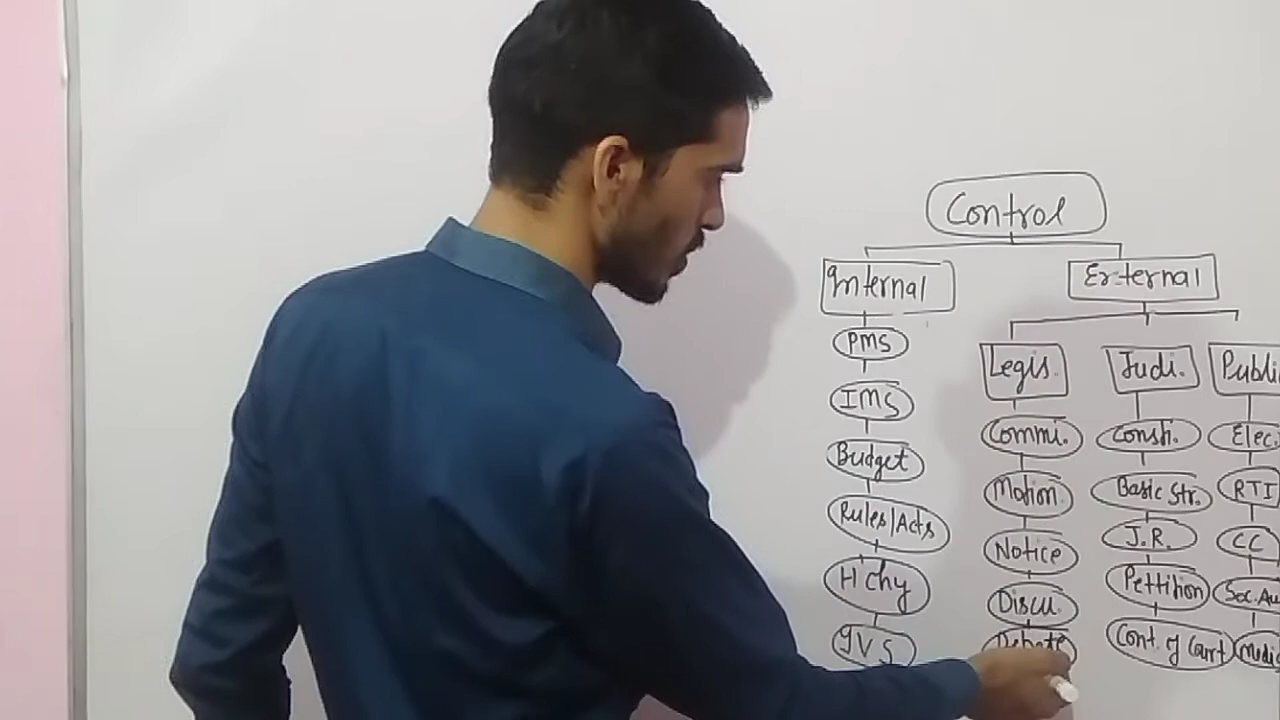 Control
Internal
External
PMS
IMS
Budget
Rules/Acts
H'chy
Legis.
Commi.
Motion
Notice
Discu.
Debate
Judi.
Consti.
Basic Str.
J.R.
Pettition
Cont. of Court
Publi
Elec.
RTI
CC
Soc. Au
Media